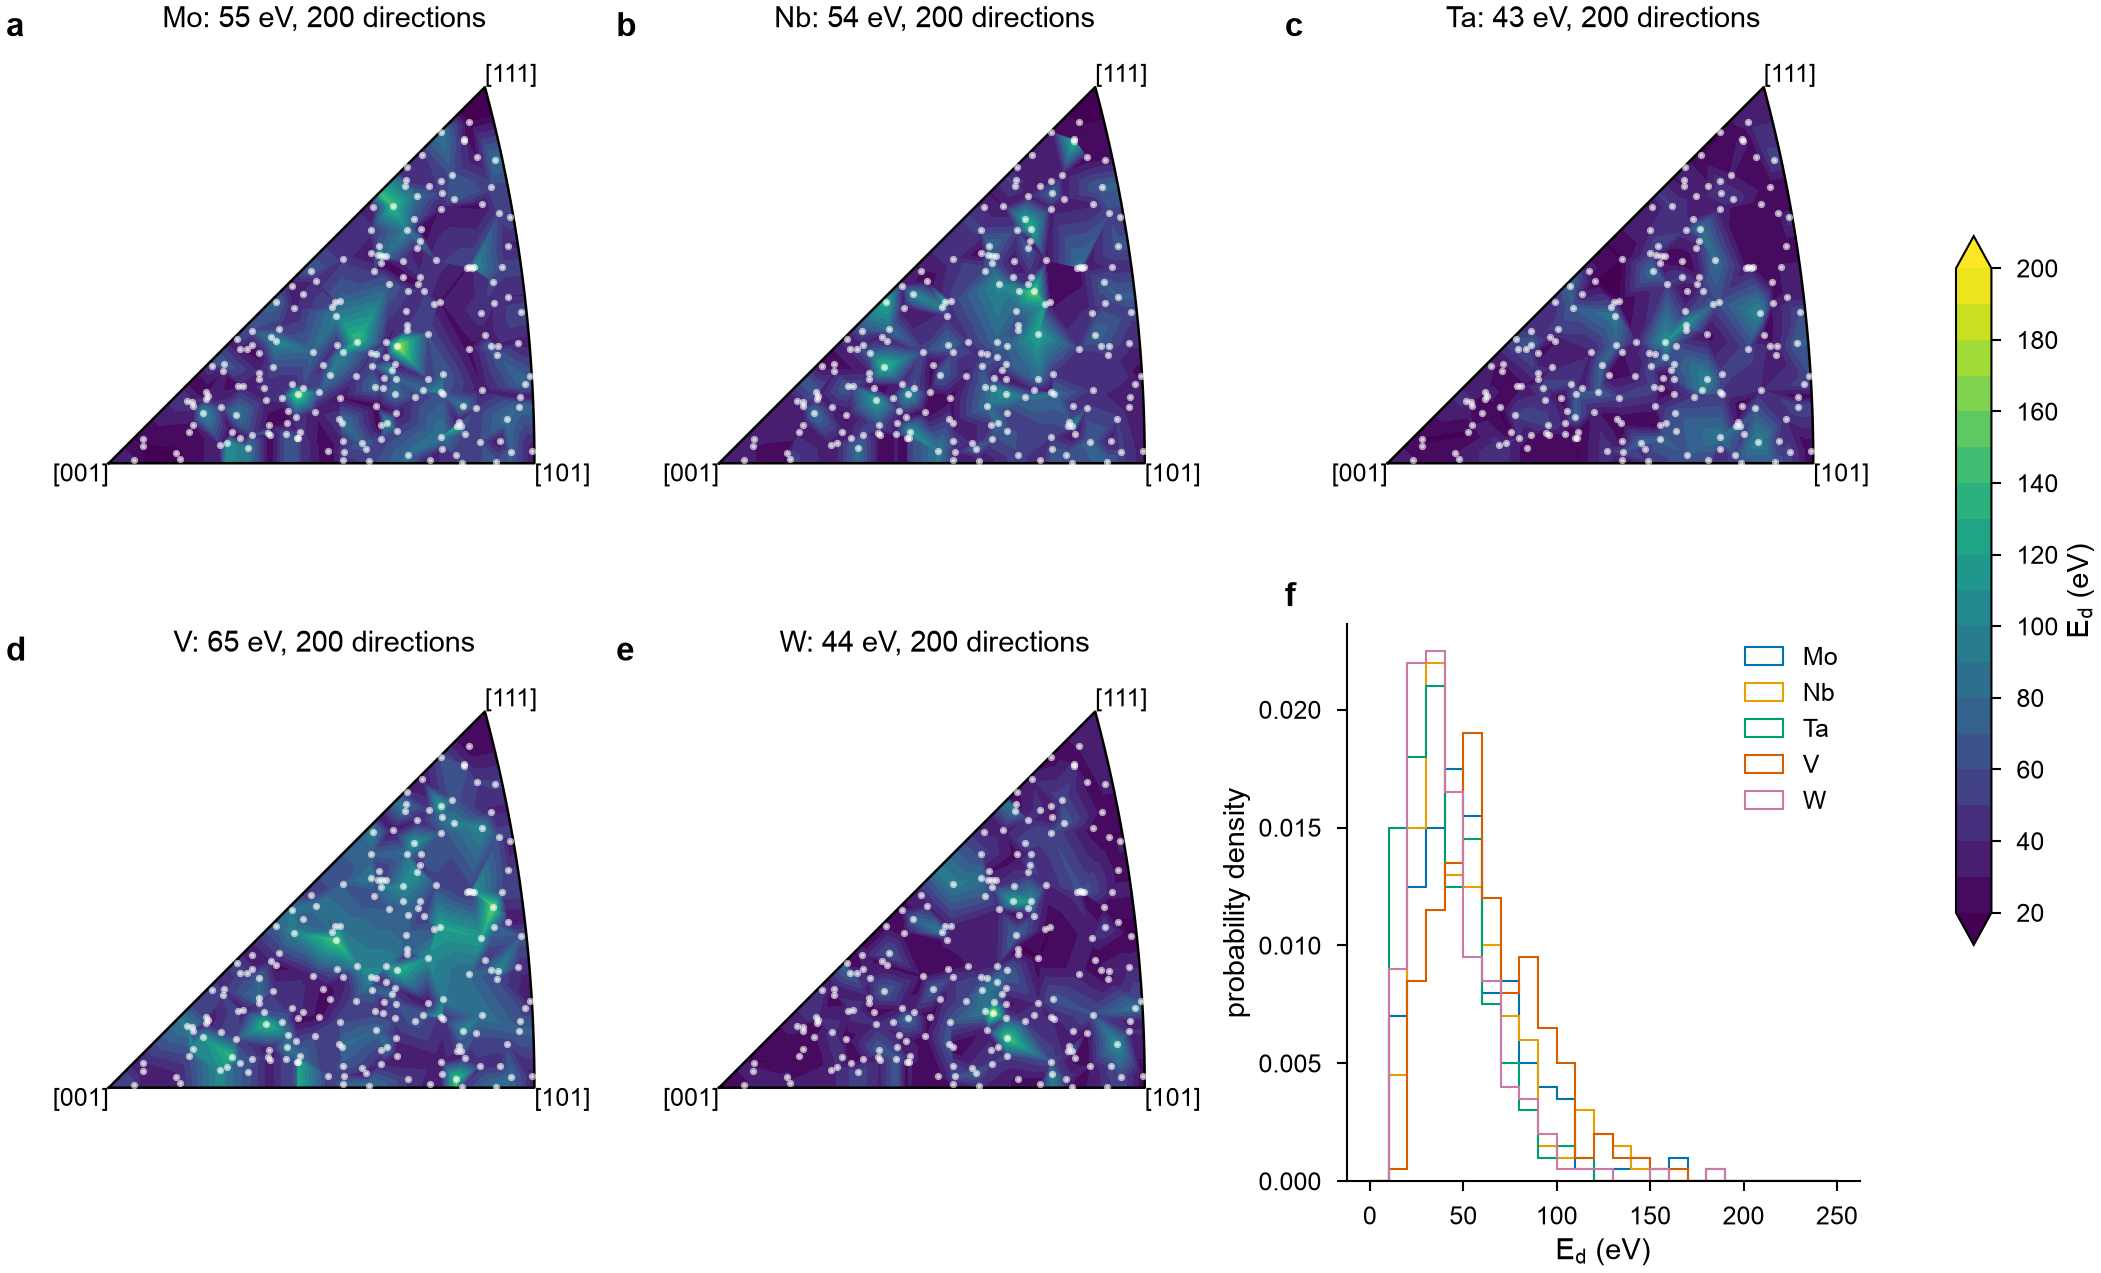 a
Mo: 55 eV, 200 directions
[111]
[001]
[101]
b
Nb: 54 eV, 200 directions
[111]
[001]
[101]
c
Ta: 43 eV, 200 directions
[111]
[001]
[101]
d
V: 65 eV, 200 directions
[111]
[001]
[101]
e
W: 44 eV, 200 directions
[111]
[001]
[101]
f
Mo
Nb
Ta
V
W
probability density
0.020
0.015
0.010
0.005
0.000
0 50 100 150 200 250
E_d (eV)
200
180
160
140
120
100
80
60
40
20
E_d (eV)